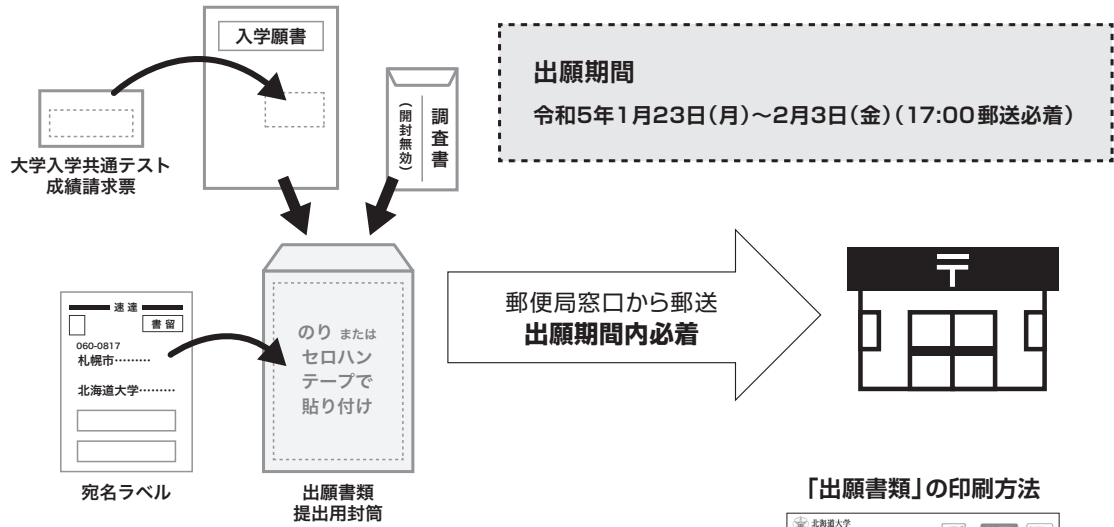 入学願書
出願期間
令和5年1月23日(月)～2月3日(金)(17:00郵送必着)
調査書
(開封無効)
大学入学共通テスト
成績請求票
速達
書留
060-0817
札幌市………
北海道大学………
のり または
セロハン
テープで
貼り付け
郵便局窓口から郵送
出願期間内必着
〒
宛名ラベル
出願書類
提出用封筒
「出願書類」の印刷方法
北海道大学